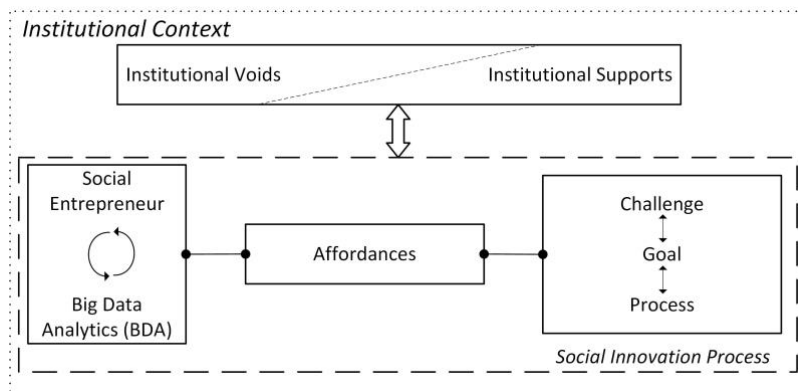 Institutional Context
Institutional Voids
Institutional Supports
Social
Entrepreneur
Big Data
Analytics (BDA)
Affordances
Challenge
Goal
Process
Social Innovation Process